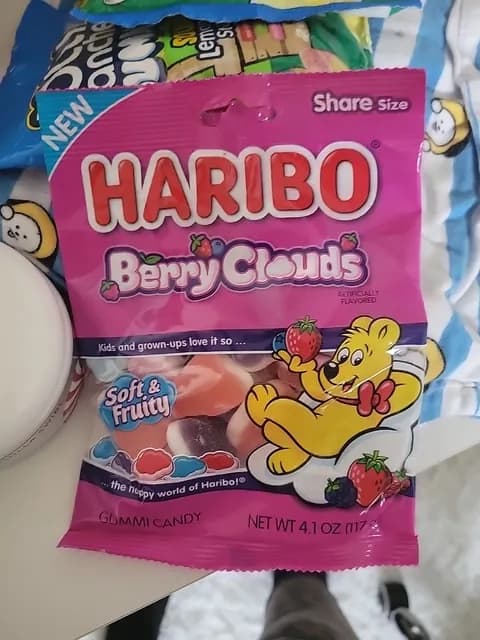 NEW
Share Size
HARIBO®
Berry Clouds
ARTIFICIALLY
FLAVORED
Kids and grown-ups love it so ...
Soft &
Fruity
... the happy world of Haribo!®
GUMMI CANDY
NET WT 4.1 OZ (117